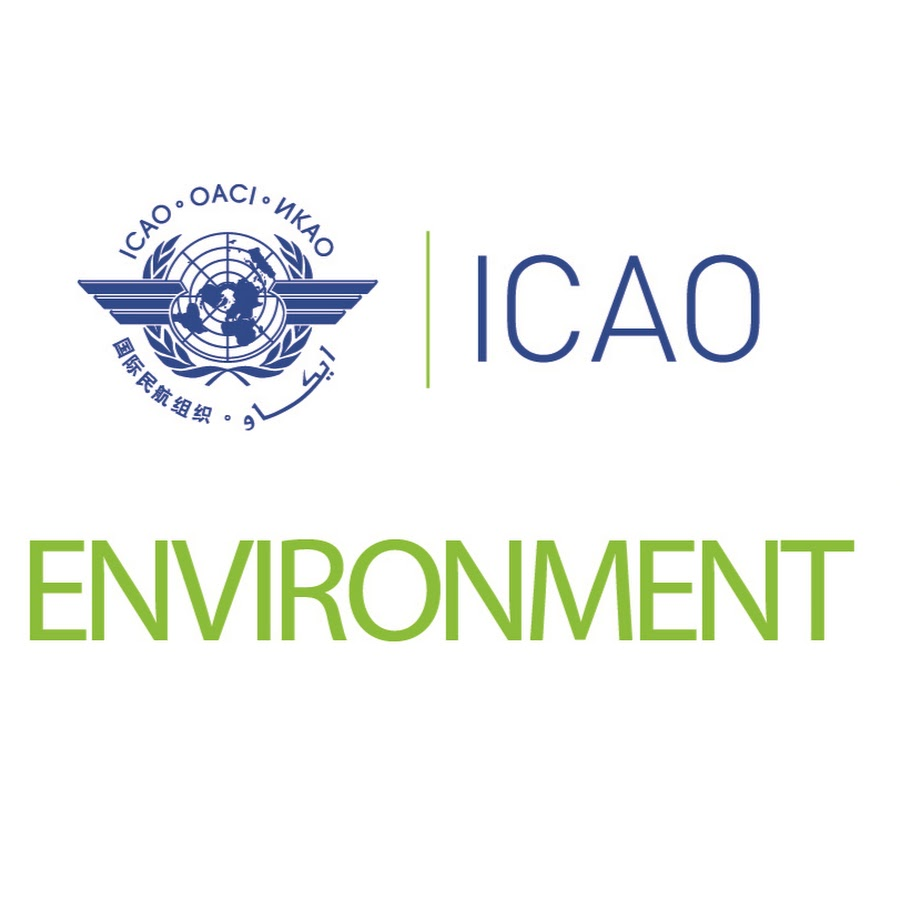 ICAO ◦ OACI ◦ ИКАО
国际民航组织 ◦ ايكاو
ICAO
ENVIRONMENT